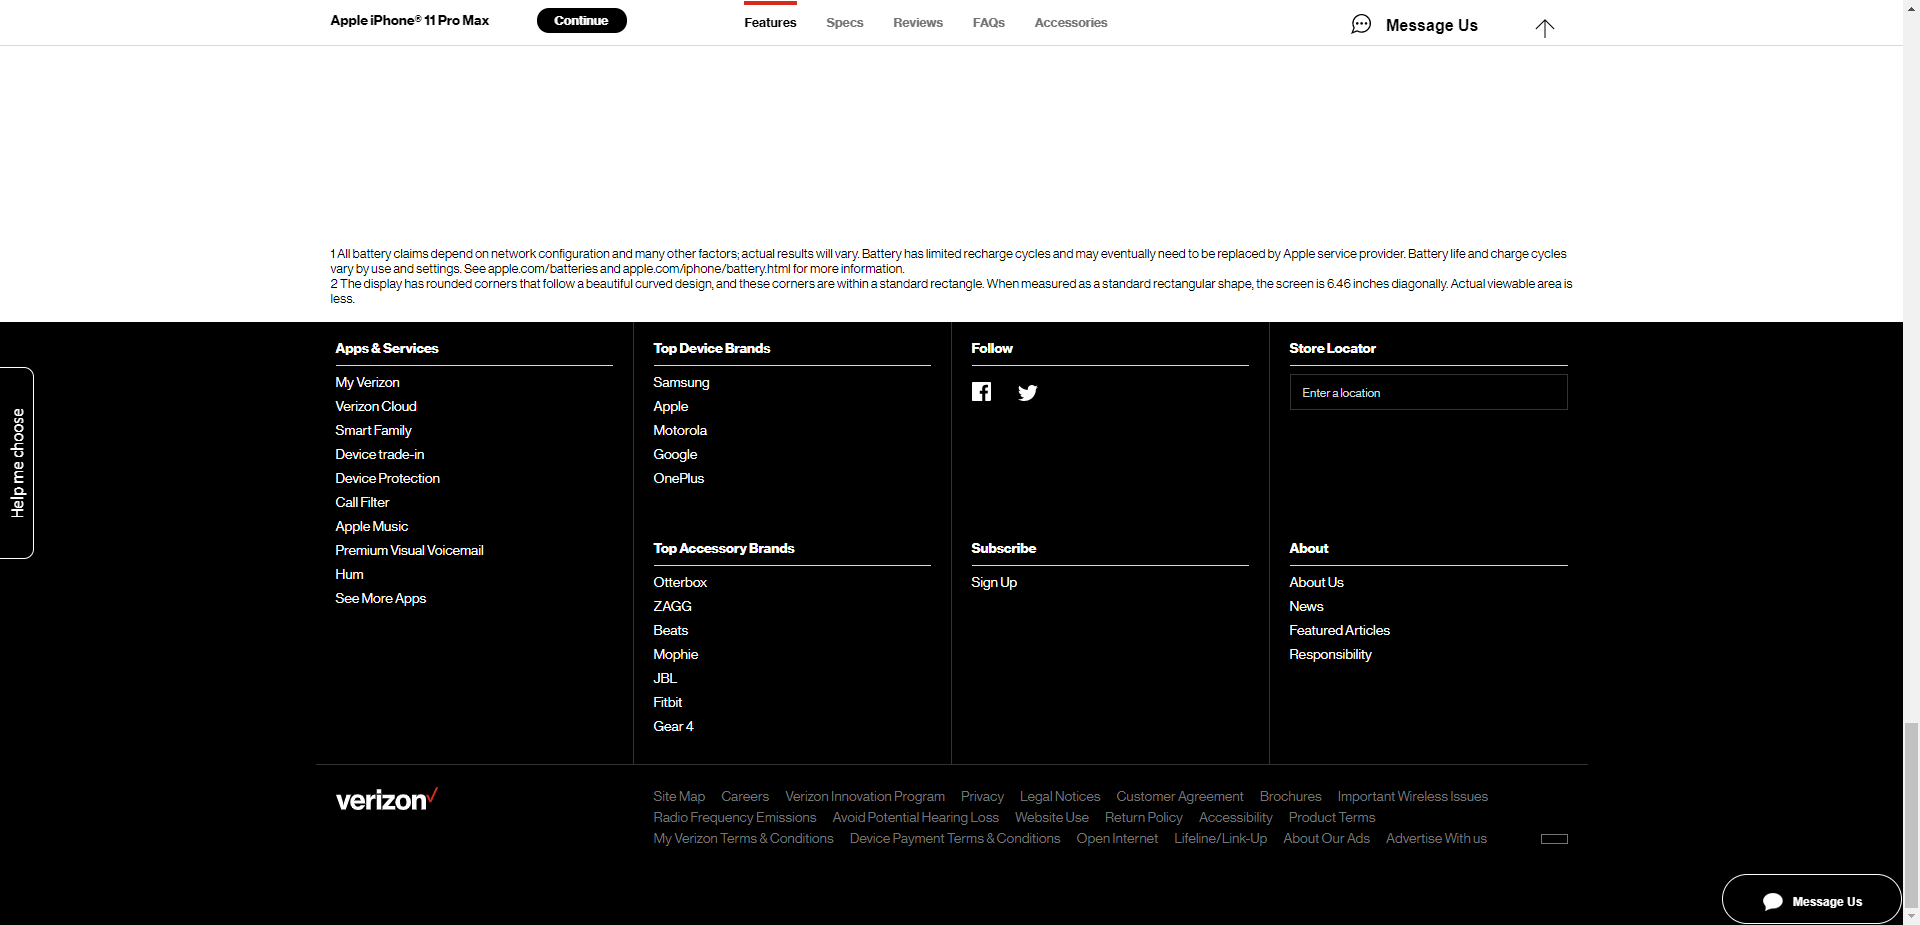 Apple iPhone® 11 Pro Max
Continue
Features
Specs
Reviews
FAQs
Accessories
Message Us
1 All battery claims depend on network configuration and many other factors; actual results will vary. Battery has limited recharge cycles and may eventually need to be replaced by Apple service provider. Battery life and charge cycles
vary by use and settings. See apple.com/batteries and apple.com/iphone/battery.html for more information.
2 The display has rounded corners that follow a beautiful curved design, and these corners are within a standard rectangle. When measured as a standard rectangular shape, the screen is 6.46 inches diagonally. Actual viewable area is
less.
Help me choose
Apps & Services
My Verizon
Verizon Cloud
Smart Family
Device trade-in
Device Protection
Call Filter
Apple Music
Premium Visual Voicemail
Hum
See More Apps
Top Device Brands
Samsung
Apple
Motorola
Google
OnePlus
Top Accessory Brands
Otterbox
ZAGG
Beats
Mophie
JBL
Fitbit
Gear 4
Follow
Subscribe
Sign Up
Store Locator
Enter a location
About
About Us
News
Featured Articles
Responsibility
verizon
Site Map Careers Verizon Innovation Program Privacy Legal Notices Customer Agreement Brochures Important Wireless Issues
Radio Frequency Emissions Avoid Potential Hearing Loss Website Use Return Policy Accessibility Product Terms
My Verizon Terms & Conditions Device Payment Terms & Conditions Open Internet Lifeline/Link-Up About Our Ads Advertise With us
Message Us